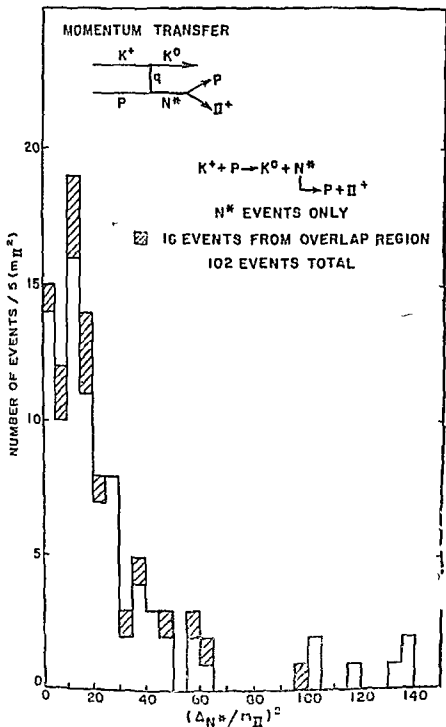 MOMENTUM TRANSFER
K⁺ K⁰
q
P N* P
Π⁺
K⁺ + P → K⁰ + N*
→ P + Π⁺
N* EVENTS ONLY
16 EVENTS FROM OVERLAP REGION
102 EVENTS TOTAL
NUMBER OF EVENTS / 5 (mΠ²)
20
15
10
5
0
0 20 40 60 80 100 120 140
(Δ_N*/mΠ)²